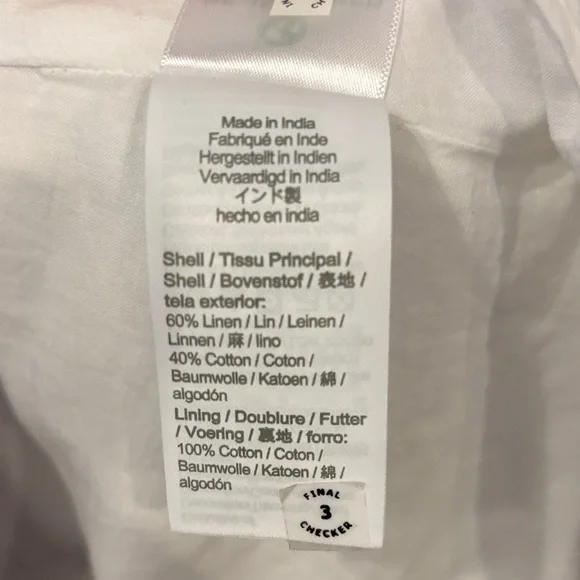 Made in India
Fabriqué en Inde
Hergestellt in Indien
Vervaardigd in India
インド製
hecho en india
Shell / Tissu Principal /
Shell / Bovenstof / 表地 /
tela exterior:
60% Linen / Lin / Leinen /
Linnen / 麻 / lino
40% Cotton / Coton /
Baumwolle / Katoen / 綿 /
algodón
Lining / Doublure / Futter
/ Voering / 裏地 / forro:
100% Cotton / Coton /
Baumwolle / Katoen / 綿 /
algodón
FINAL
3
CHECKER